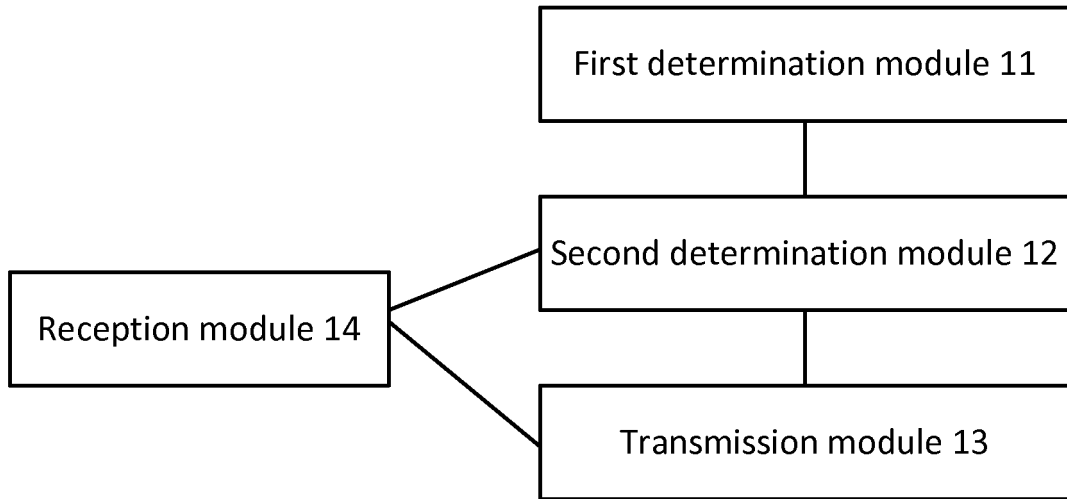 First determination module 11
Second determination module 12
Reception module 14
Transmission module 13